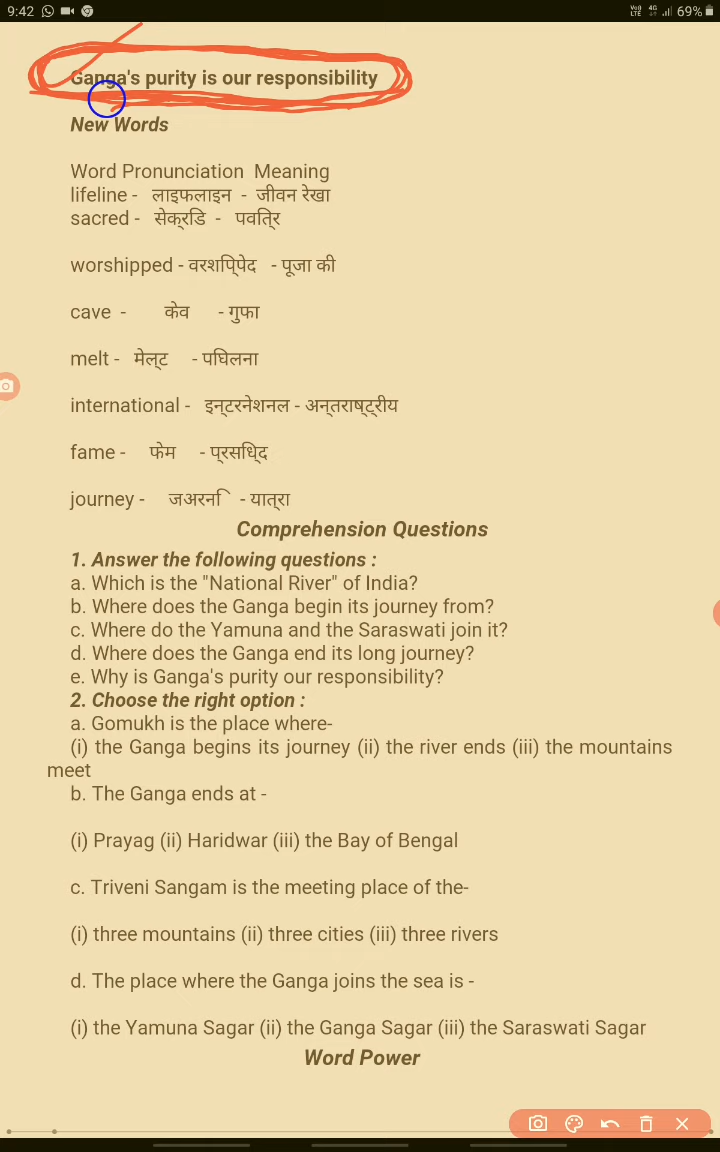 9:42 Vo9 LTE 4G 69%
Ganga's purity is our responsibility
New Words
Word Pronunciation Meaning
lifeline - लाइफलाइन - जीवन रेखा
sacred - सेक्रडि - पवति्र
worshipped - वरशपि्पेद - पूजा की
cave - केव - गुफा
melt - मेल्ट - पघिलना
international - इन्टरनेशनल - अन्तराष्ट्रीय
fame - फेम - प्रसधि्द
journey - जअरनि - यात्रा
Comprehension Questions
1. Answer the following questions :
a. Which is the "National River" of India?
b. Where does the Ganga begin its journey from?
c. Where do the Yamuna and the Saraswati join it?
d. Where does the Ganga end its long journey?
e. Why is Ganga's purity our responsibility?
2. Choose the right option :
a. Gomukh is the place where-
(i) the Ganga begins its journey (ii) the river ends (iii) the mountains
meet
b. The Ganga ends at -
(i) Prayag (ii) Haridwar (iii) the Bay of Bengal
c. Triveni Sangam is the meeting place of the-
(i) three mountains (ii) three cities (iii) three rivers
d. The place where the Ganga joins the sea is -
(i) the Yamuna Sagar (ii) the Ganga Sagar (iii) the Saraswati Sagar
Word Power